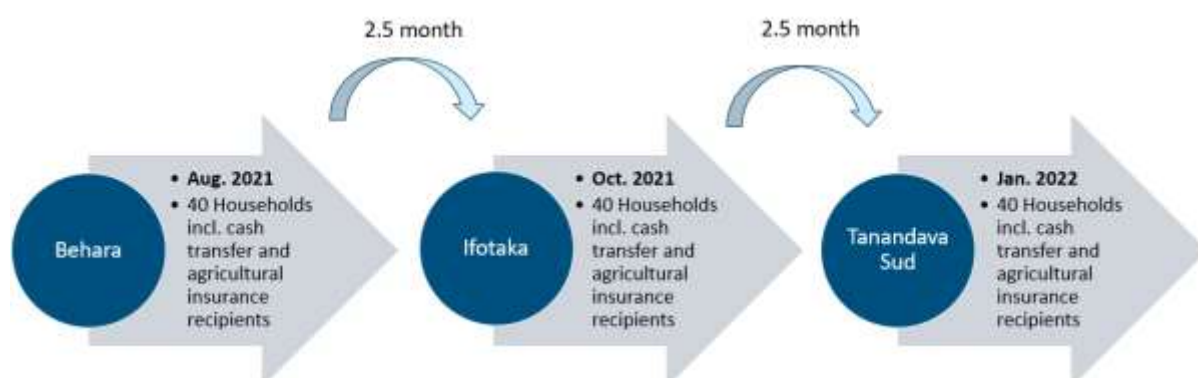 2.5 month
2.5 month
Behara
• Aug. 2021
• 40 Households
incl. cash
transfer and
agricultural
insurance
recipients
Ifotaka
• Oct. 2021
• 40 Households
incl. cash
transfer and
agricultural
insurance
recipients
Tanandava
Sud
• Jan. 2022
• 40 Households
incl. cash
transfer and
agricultural
insurance
recipients